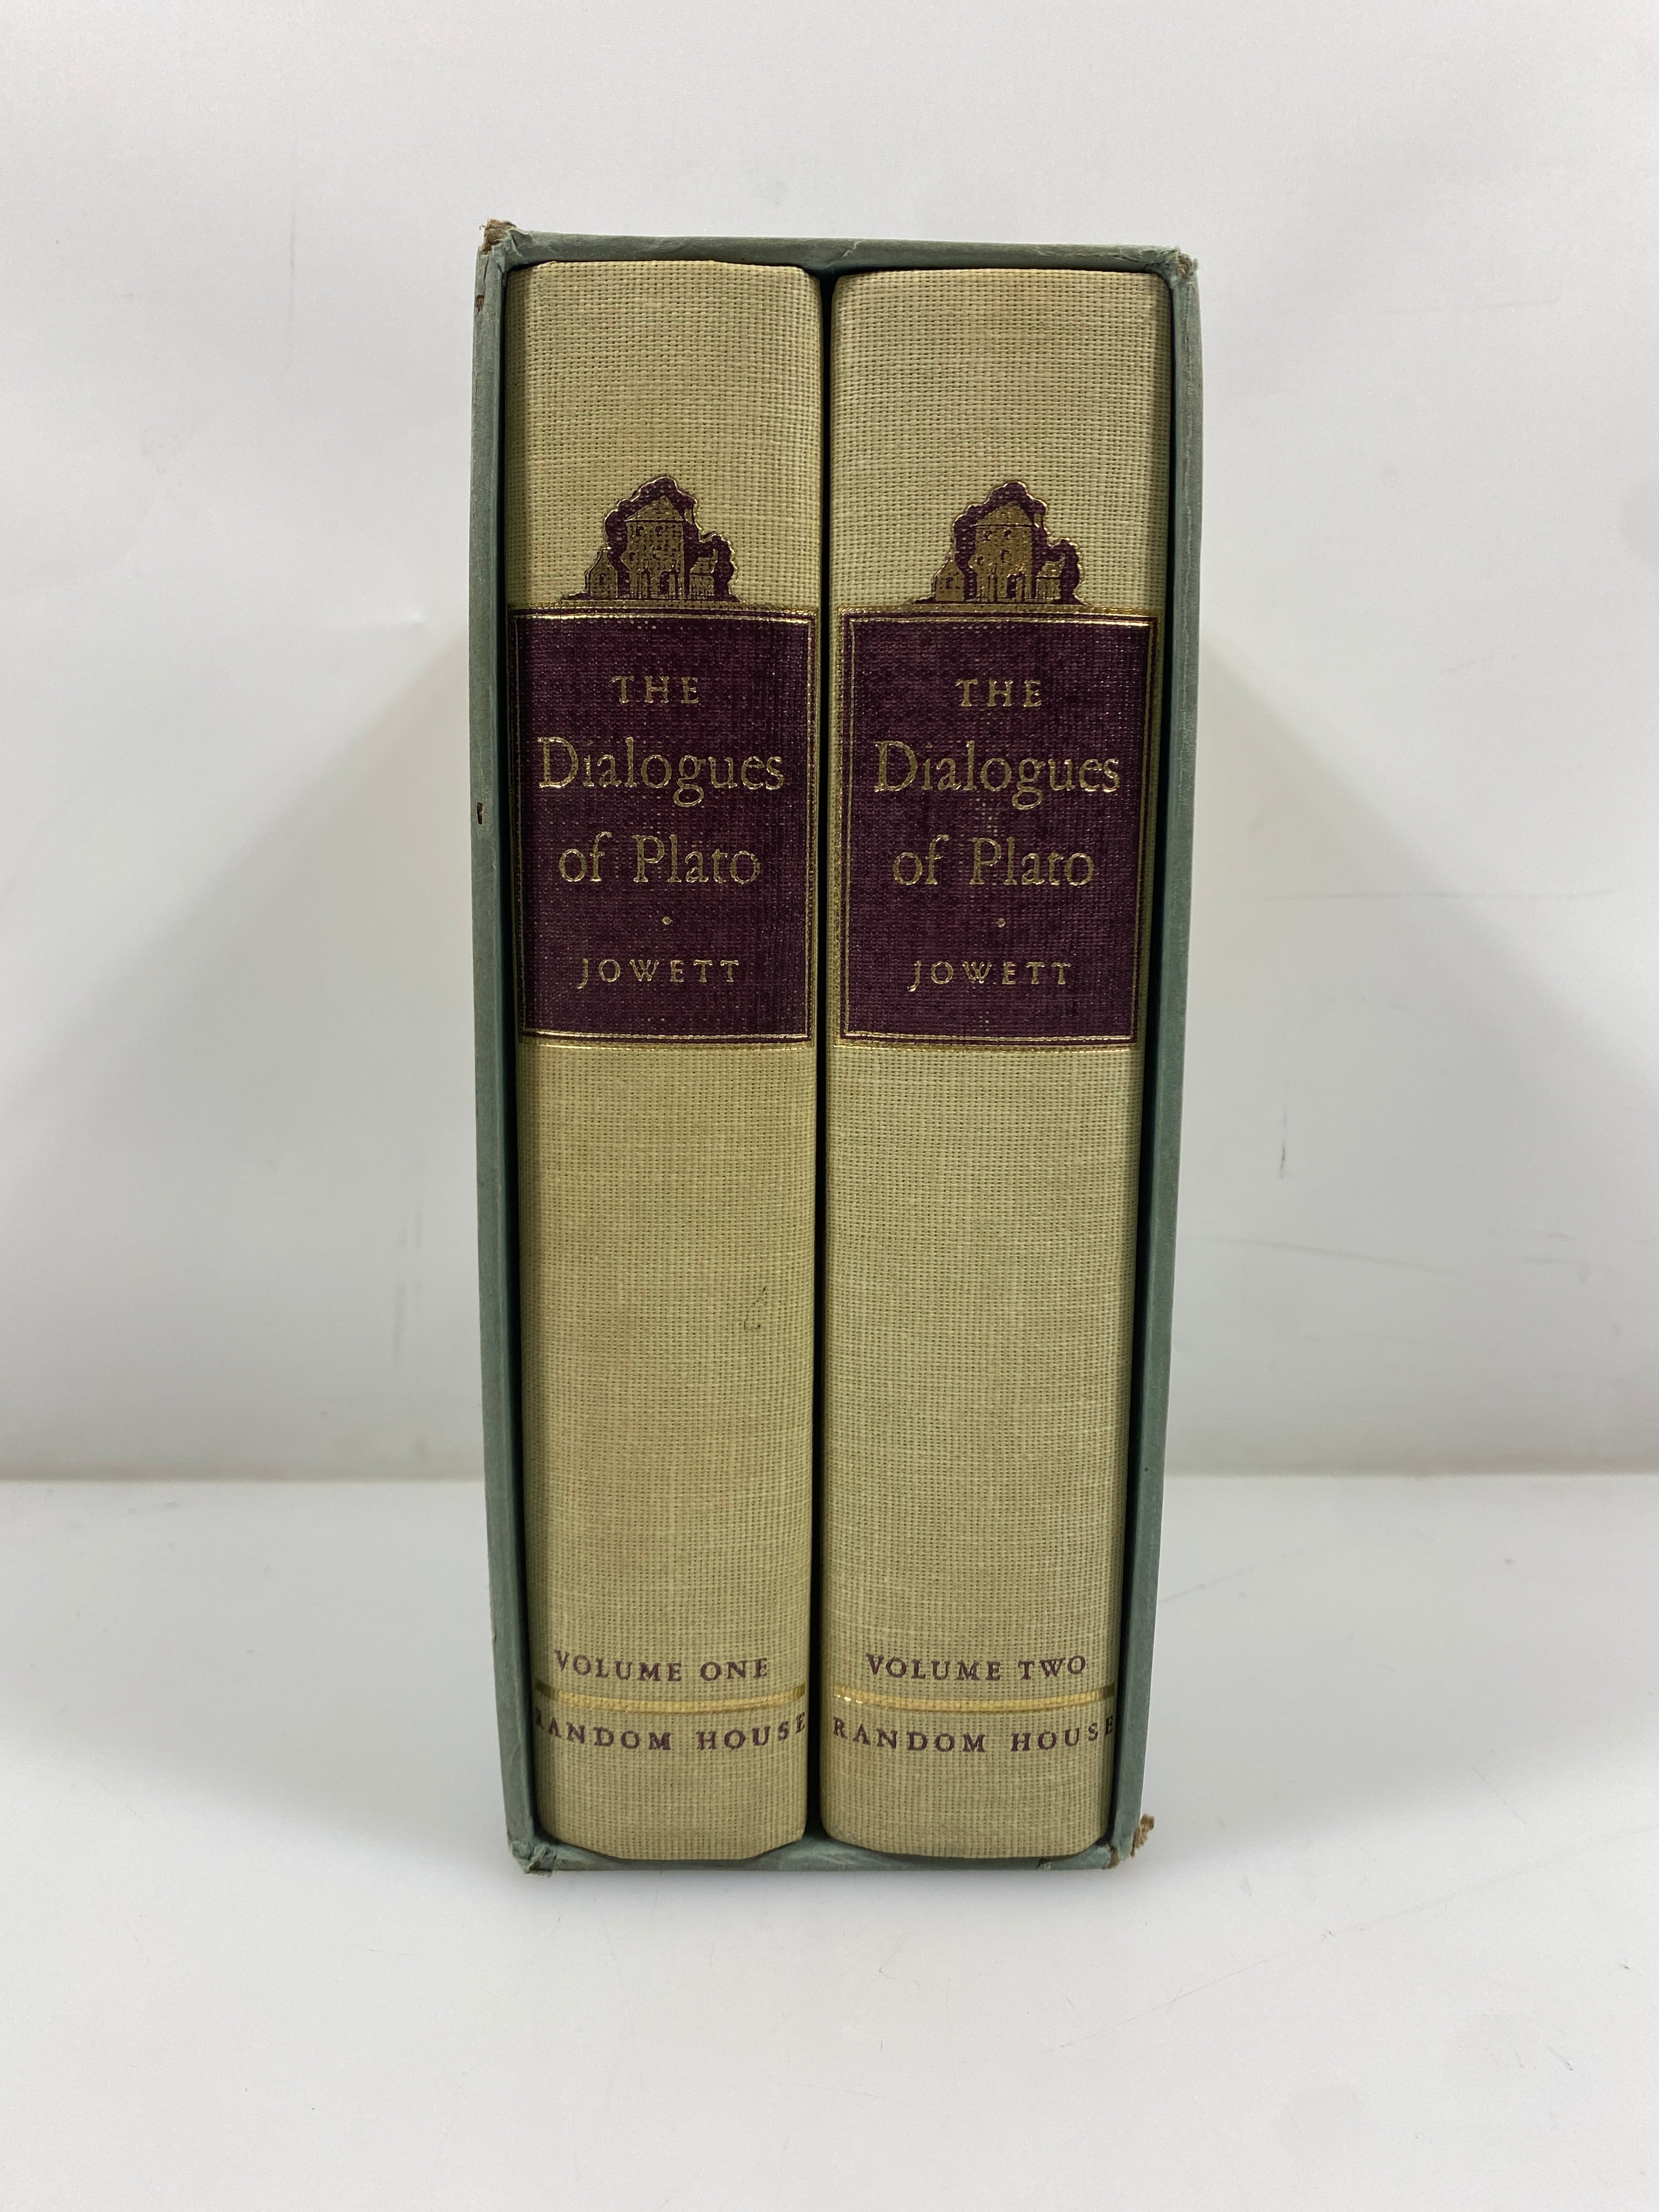 THE
Dialogues
of Plato
JOWETT
VOLUME ONE
RANDOM HOUSE
THE
Dialogues
of Plato
JOWETT
VOLUME TWO
RANDOM HOUSE